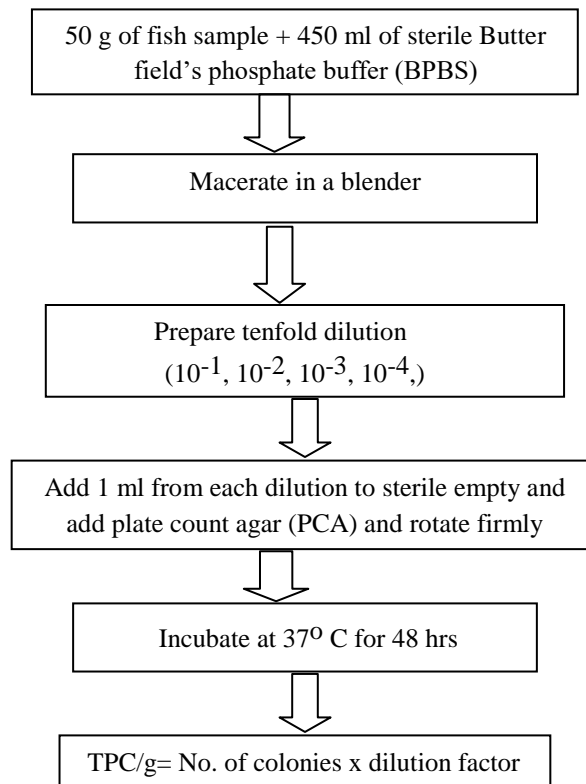 50 g of fish sample + 450 ml of sterile Butter
field’s phosphate buffer (BPBS)
Macerate in a blender
Prepare tenfold dilution
(10⁻¹, 10⁻², 10⁻³, 10⁻⁴,)
Add 1 ml from each dilution to sterile empty and
add plate count agar (PCA) and rotate firmly
Incubate at 37ᴼ C for 48 hrs
TPC/g= No. of colonies x dilution factor